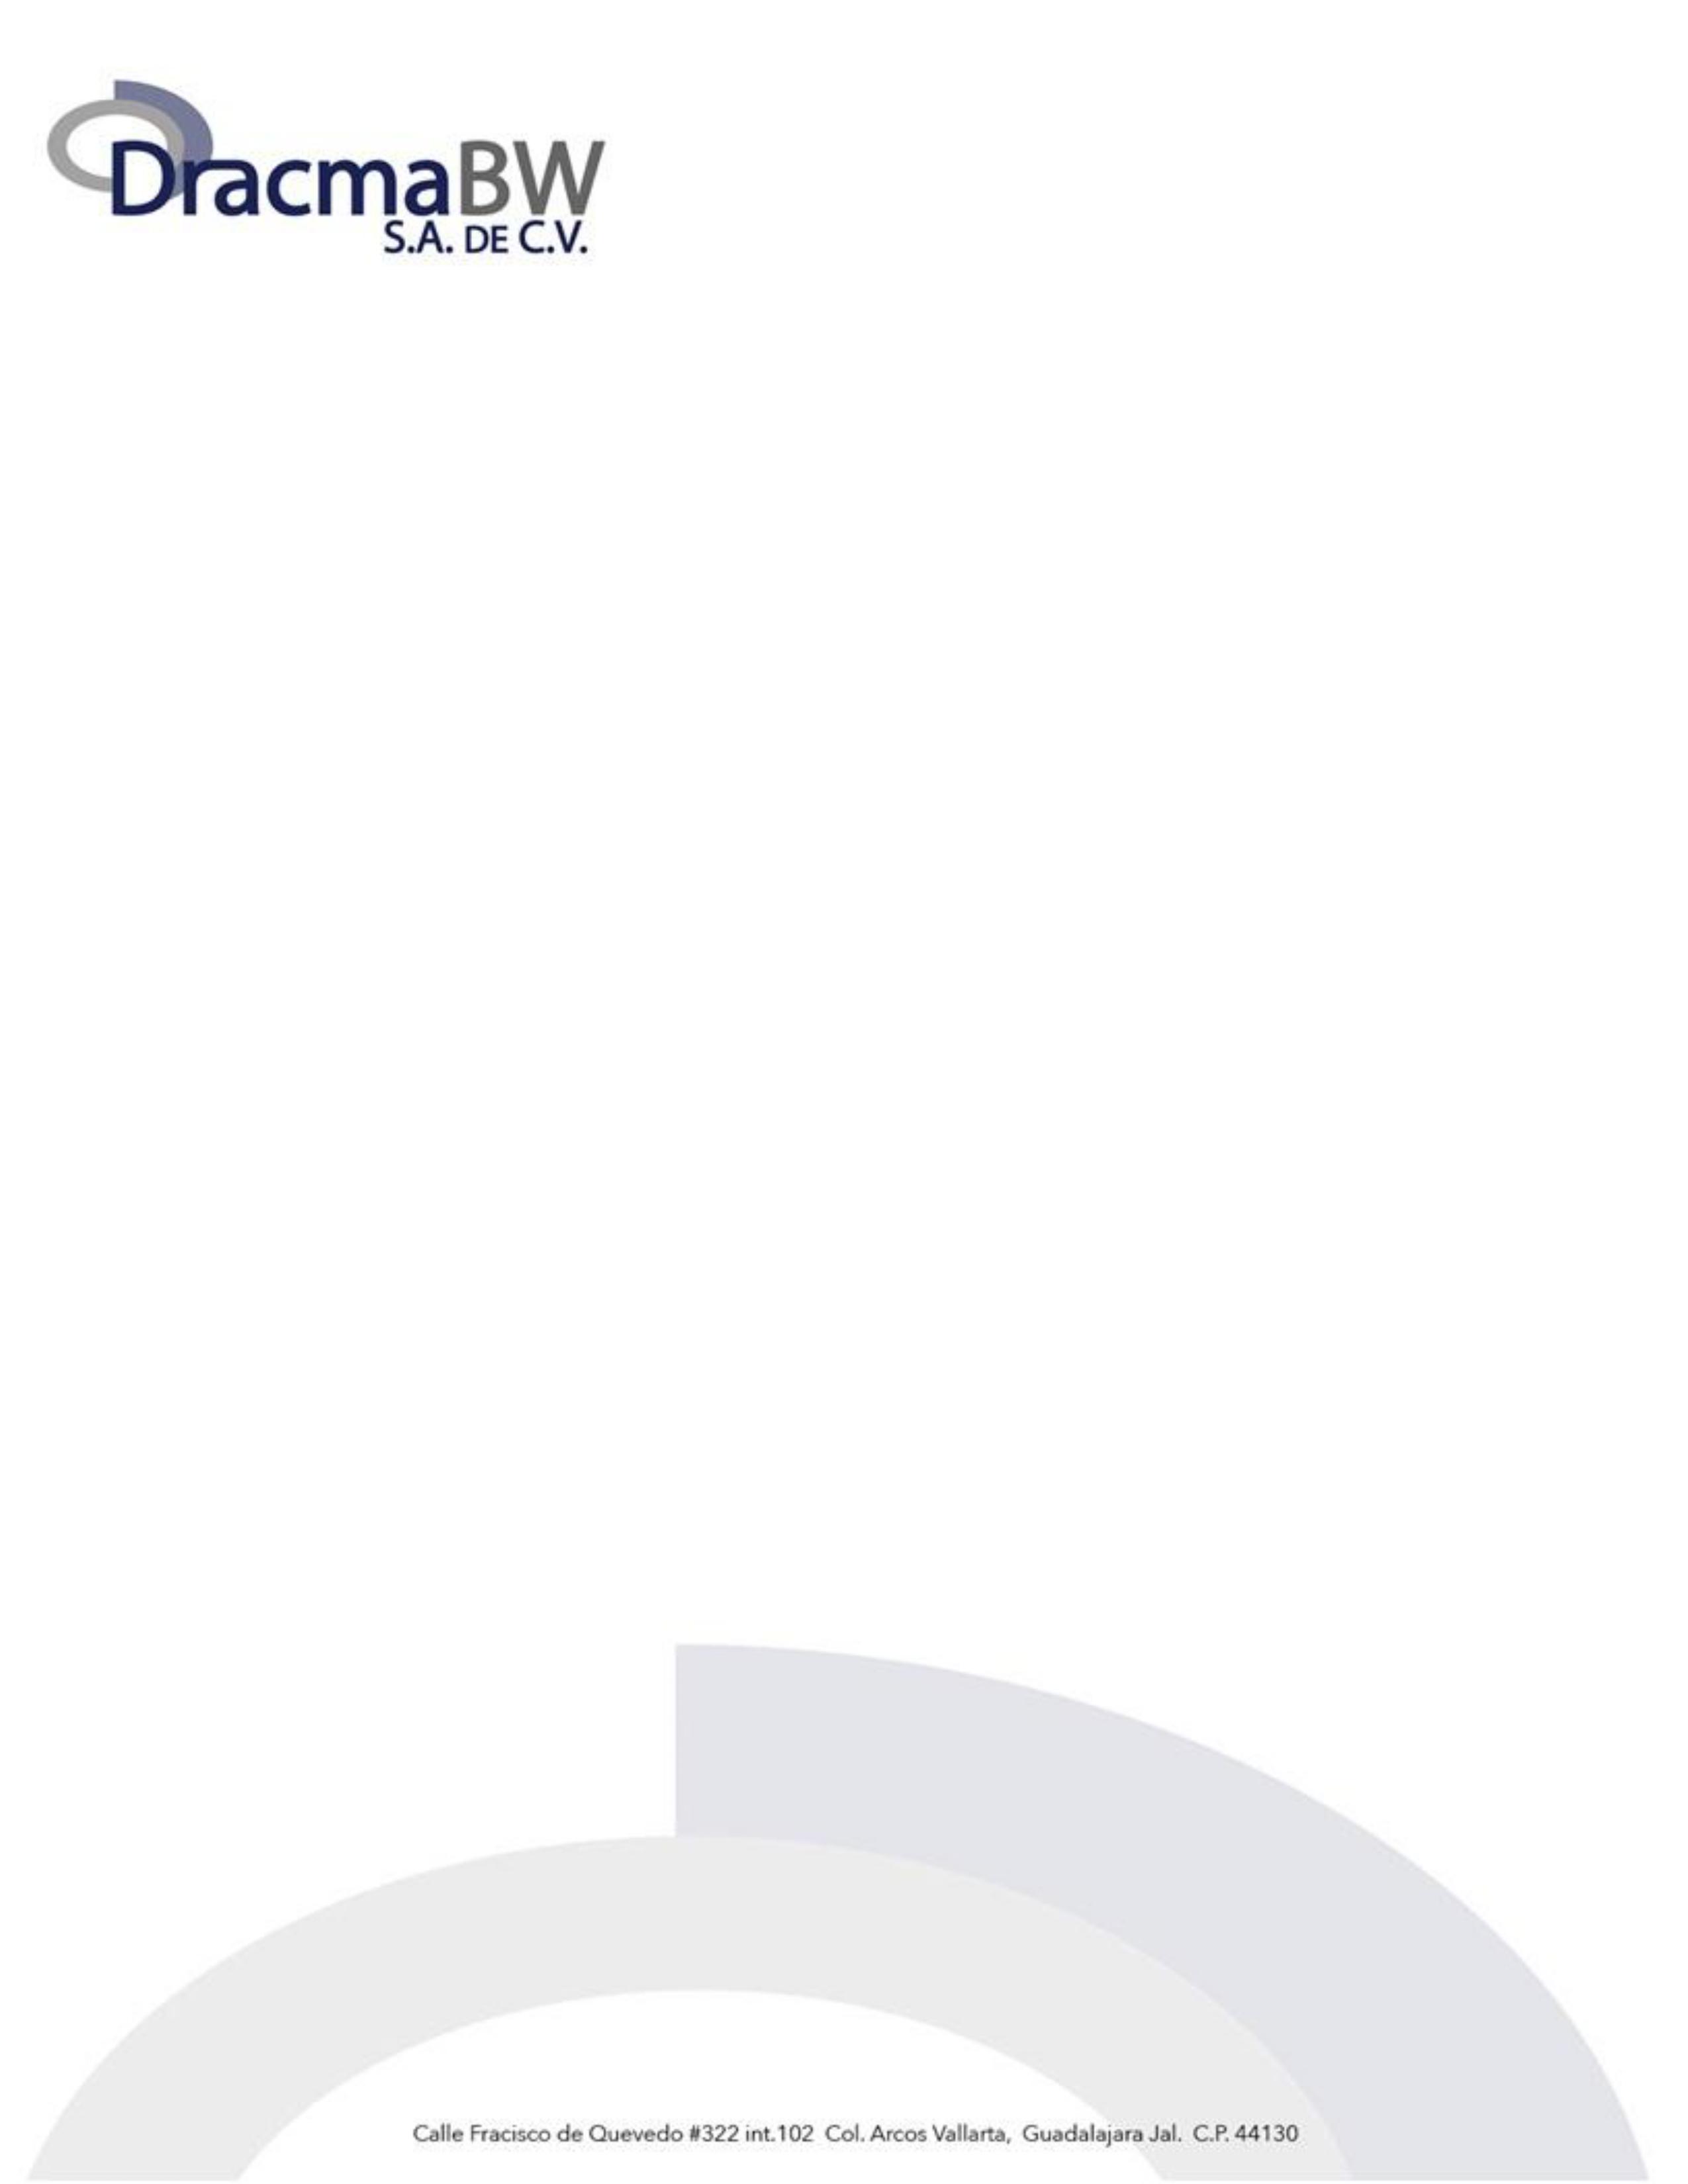 DracmaBW
S.A. DE C.V.
Calle Fracisco de Quevedo #322 int.102 Col. Arcos Vallarta, Guadalajara Jal. C.P. 44130